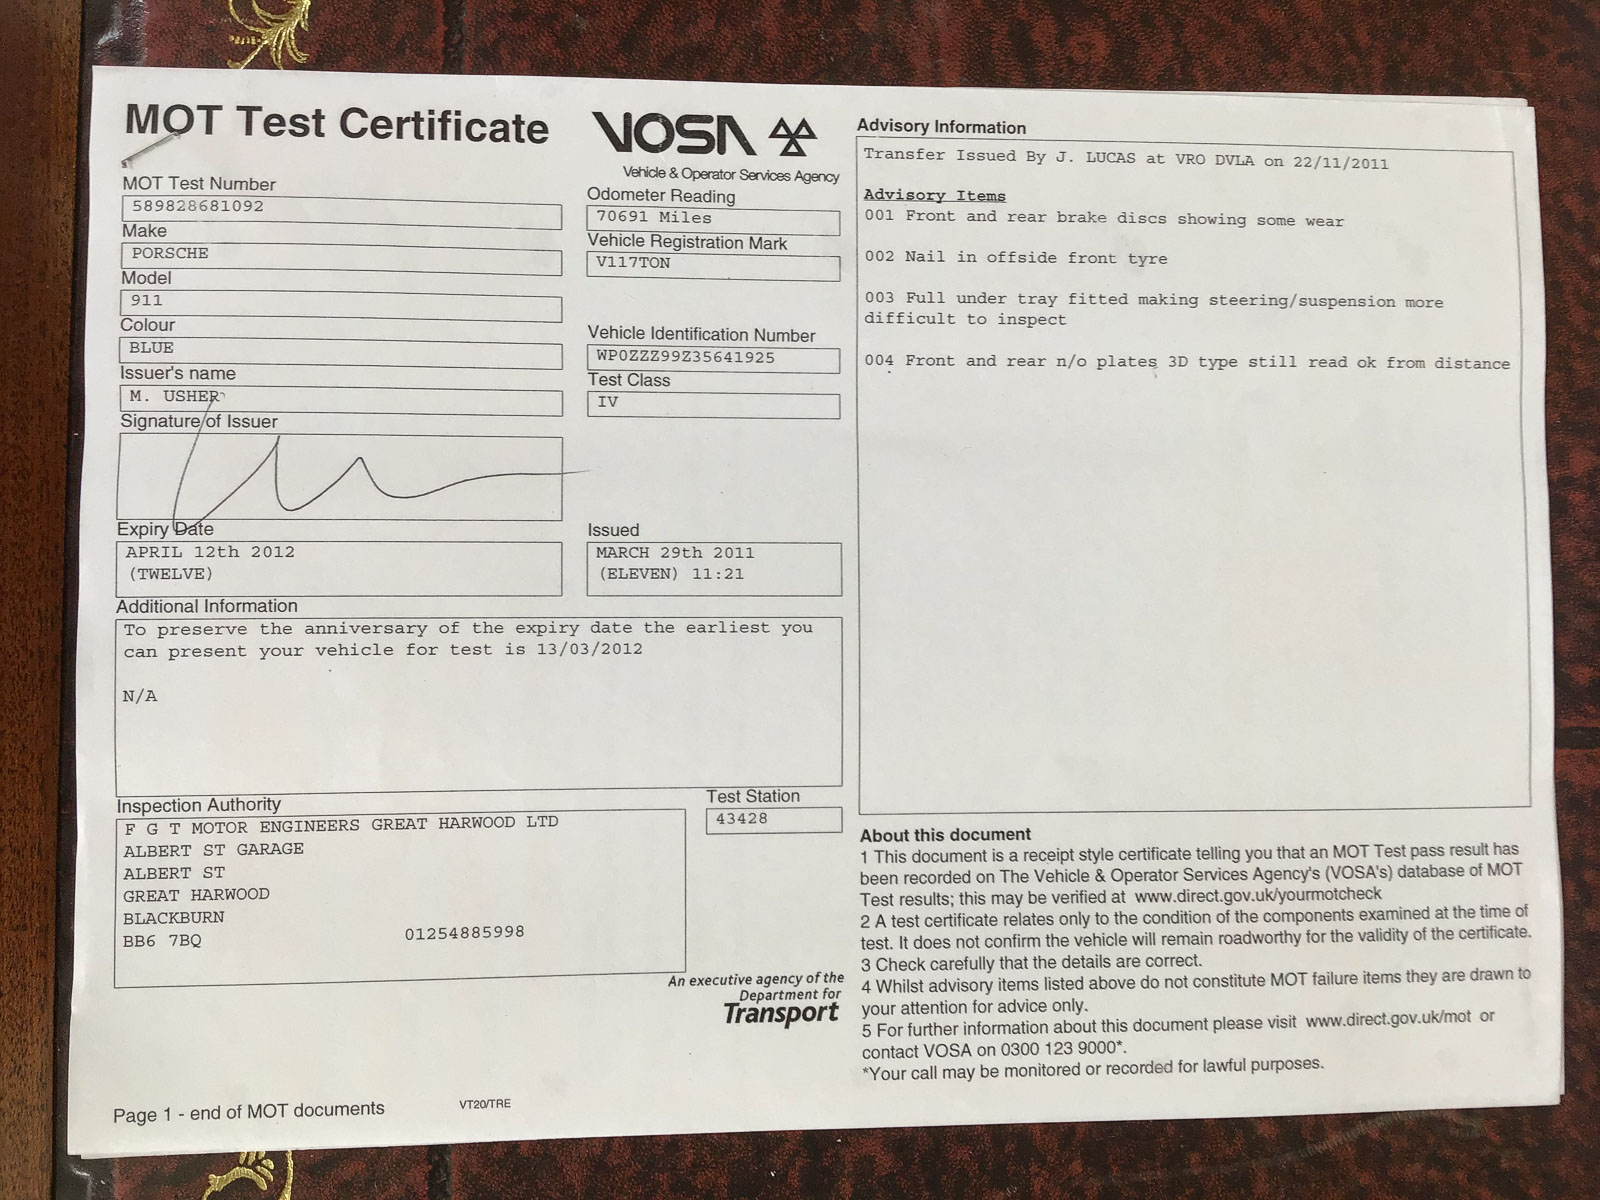 MOT Test Certificate
VOSA
Vehicle & Operator Services Agency
MOT Test Number
589828681092
Make
PORSCHE
Model
911
Colour
BLUE
Issuer's name
M. USHER
Signature of Issuer
Odometer Reading
70691 Miles
Vehicle Registration Mark
V117TON
Vehicle Identification Number
WP0ZZZ99Z35641925
Test Class
IV
Expiry Date
APRIL 12th 2012
(TWELVE)
Issued
MARCH 29th 2011
(ELEVEN) 11:21
Additional Information
To preserve the anniversary of the expiry date the earliest you
can present your vehicle for test is 13/03/2012
N/A
Inspection Authority
F G T MOTOR ENGINEERS GREAT HARWOOD LTD
ALBERT ST GARAGE
ALBERT ST
GREAT HARWOOD
BLACKBURN
BB6 7BQ 01254885998
Test Station
43428
An executive agency of the
Department for
Transport
Page 1 - end of MOT documents
VT20/TRE
Advisory Information
Transfer Issued By J. LUCAS at VRO DVLA on 22/11/2011
Advisory Items
001 Front and rear brake discs showing some wear
002 Nail in offside front tyre
003 Full under tray fitted making steering/suspension more
difficult to inspect
004 Front and rear n/o plates 3D type still read ok from distance
About this document
1 This document is a receipt style certificate telling you that an MOT Test pass result has
been recorded on The Vehicle & Operator Services Agency's (VOSA's) database of MOT
Test results; this may be verified at www.direct.gov.uk/yourmotcheck
2 A test certificate relates only to the condition of the components examined at the time of
test. It does not confirm the vehicle will remain roadworthy for the validity of the certificate.
3 Check carefully that the details are correct.
4 Whilst advisory items listed above do not constitute MOT failure items they are drawn to
your attention for advice only.
5 For further information about this document please visit www.direct.gov.uk/mot or
contact VOSA on 0300 123 9000*.
*Your call may be monitored or recorded for lawful purposes.